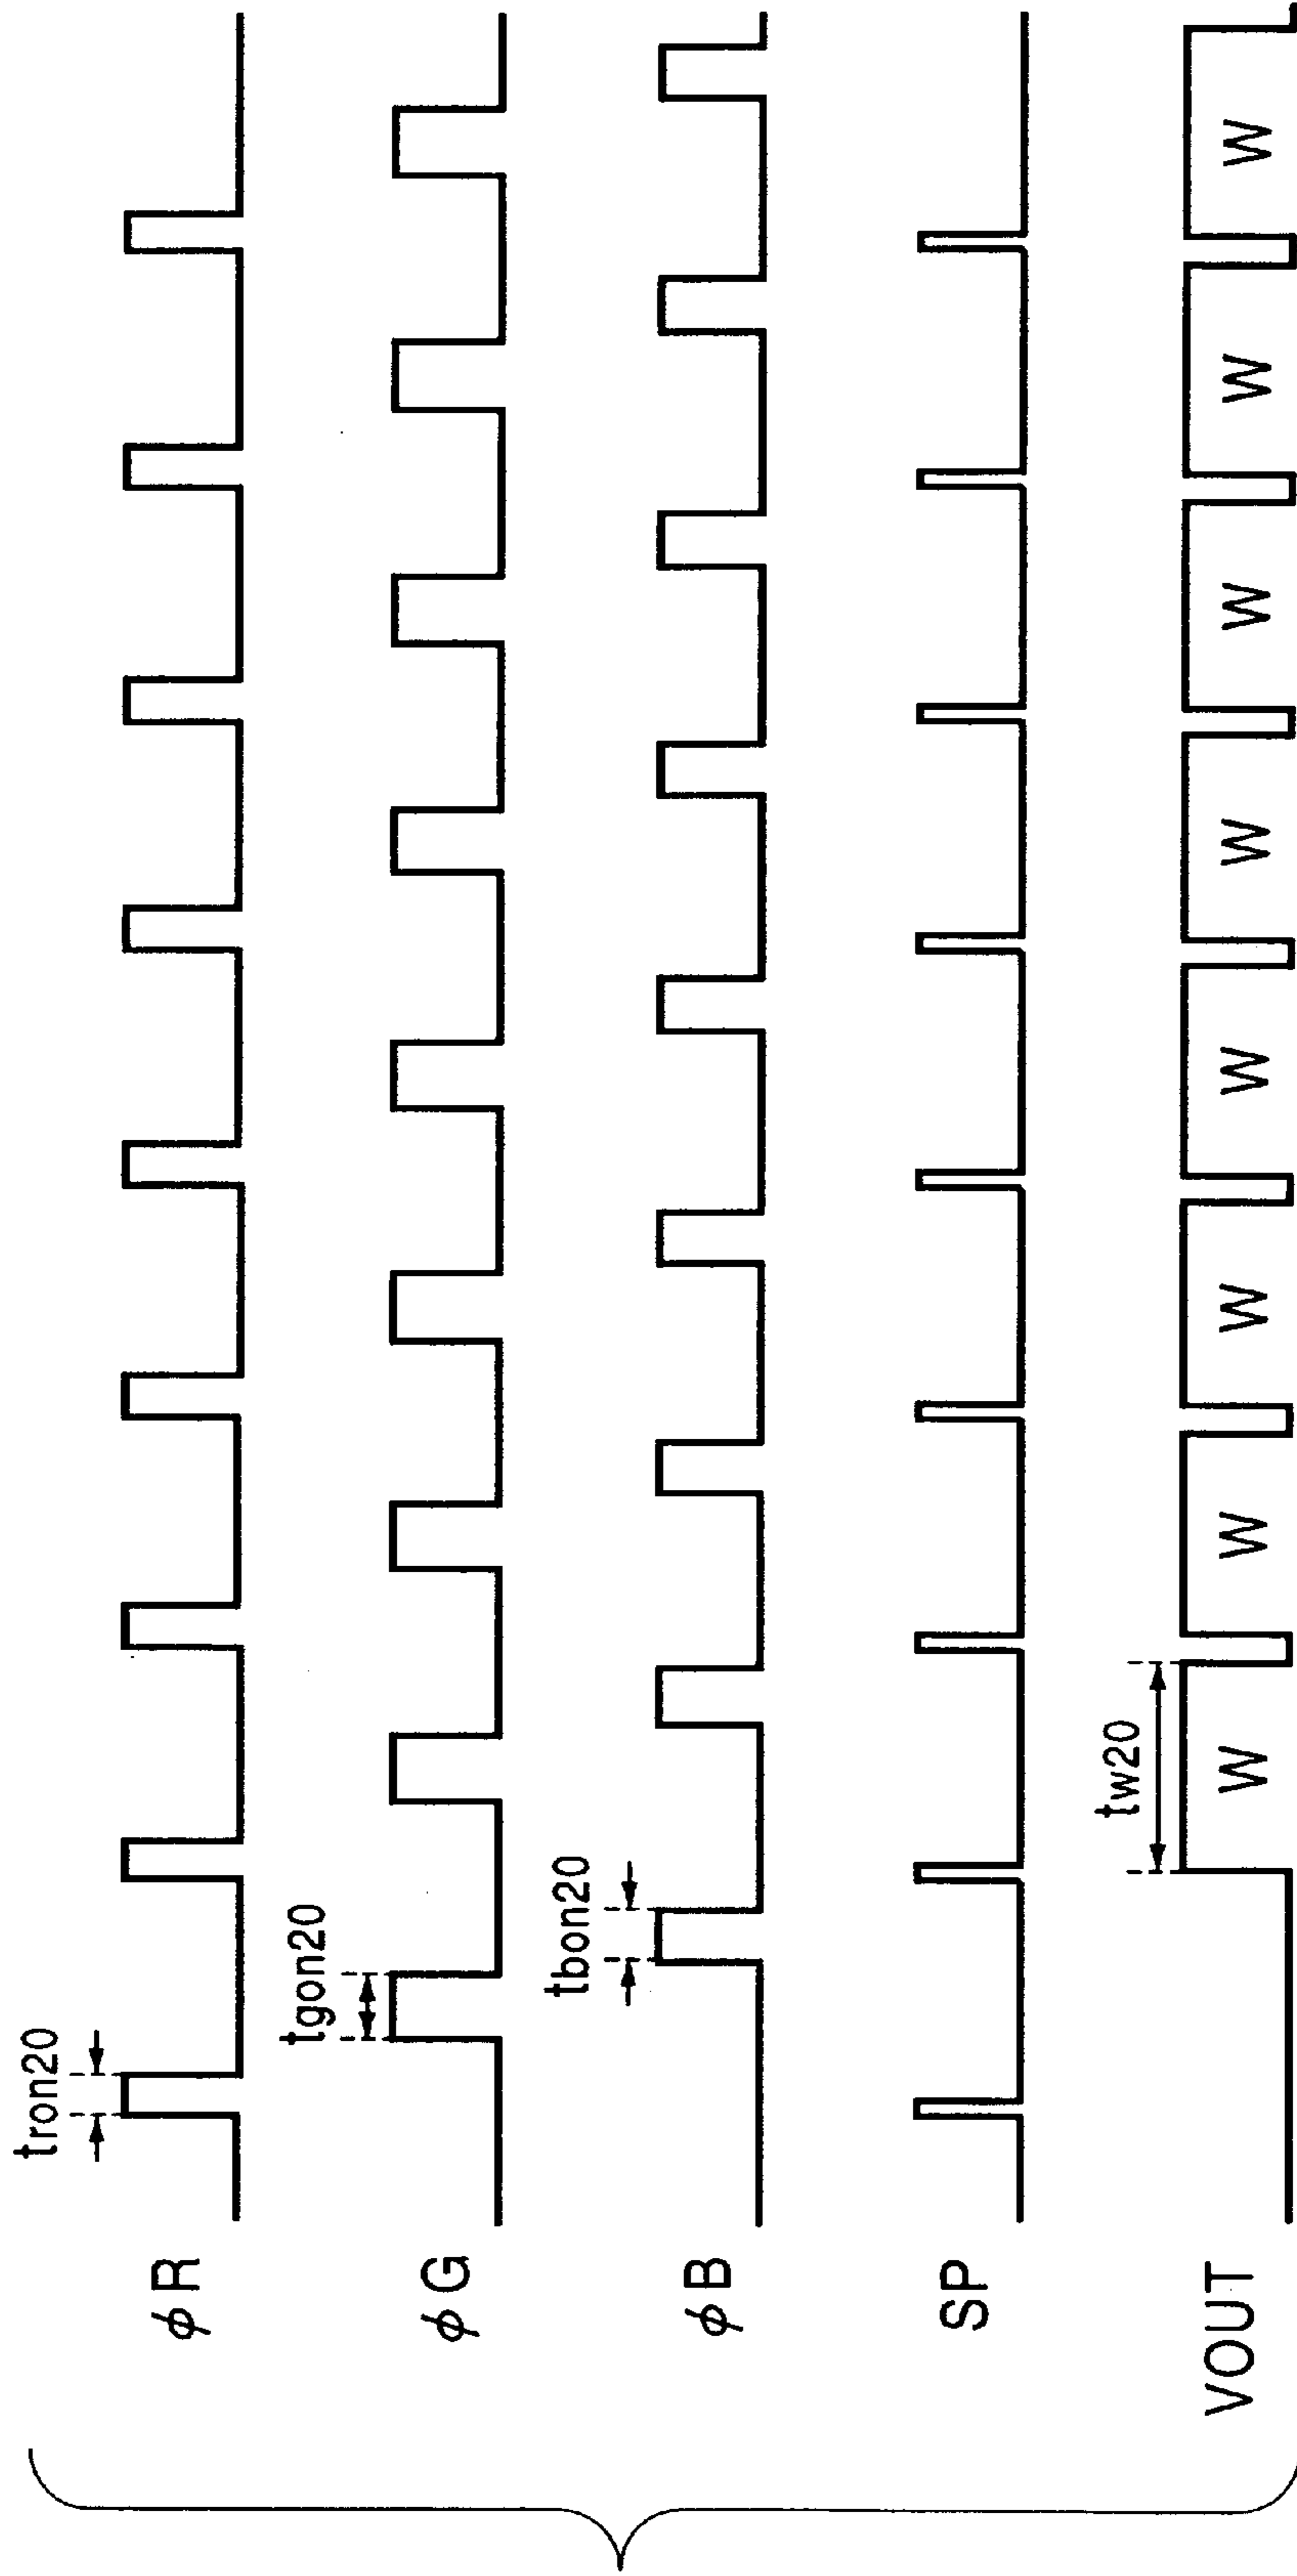 φR
tron20
φG
tgon20
φB
tbon20
SP
VOUT
tw20
W W W W W W W W